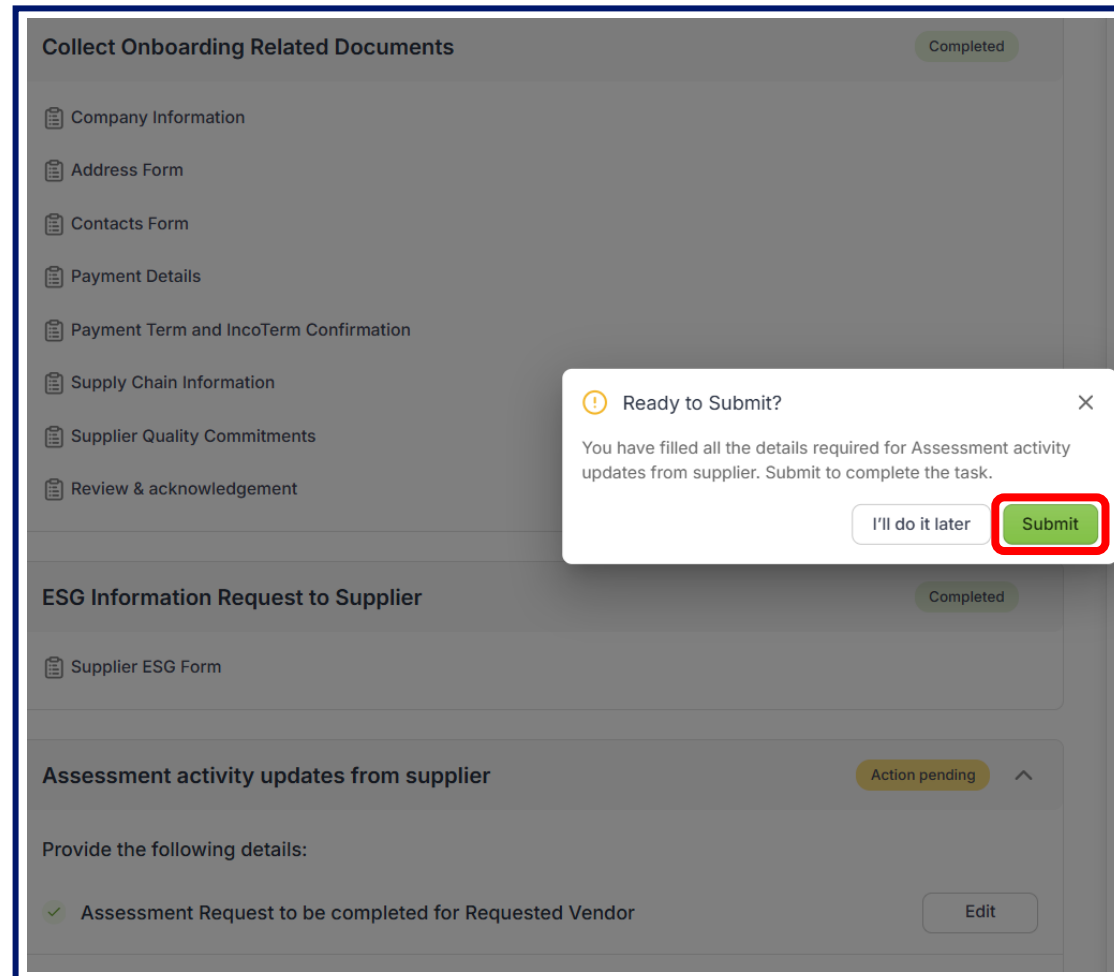 Collect Onboarding Related Documents
Completed
Company Information
Address Form
Contacts Form
Payment Details
Payment Term and IncoTerm Confirmation
Supply Chain Information
Supplier Quality Commitments
Review & acknowledgement
Ready to Submit?
You have filled all the details required for Assessment activity
updates from supplier. Submit to complete the task.
I'll do it later
Submit
ESG Information Request to Supplier
Completed
Supplier ESG Form
Assessment activity updates from supplier
Action pending
Provide the following details:
Assessment Request to be completed for Requested Vendor
Edit